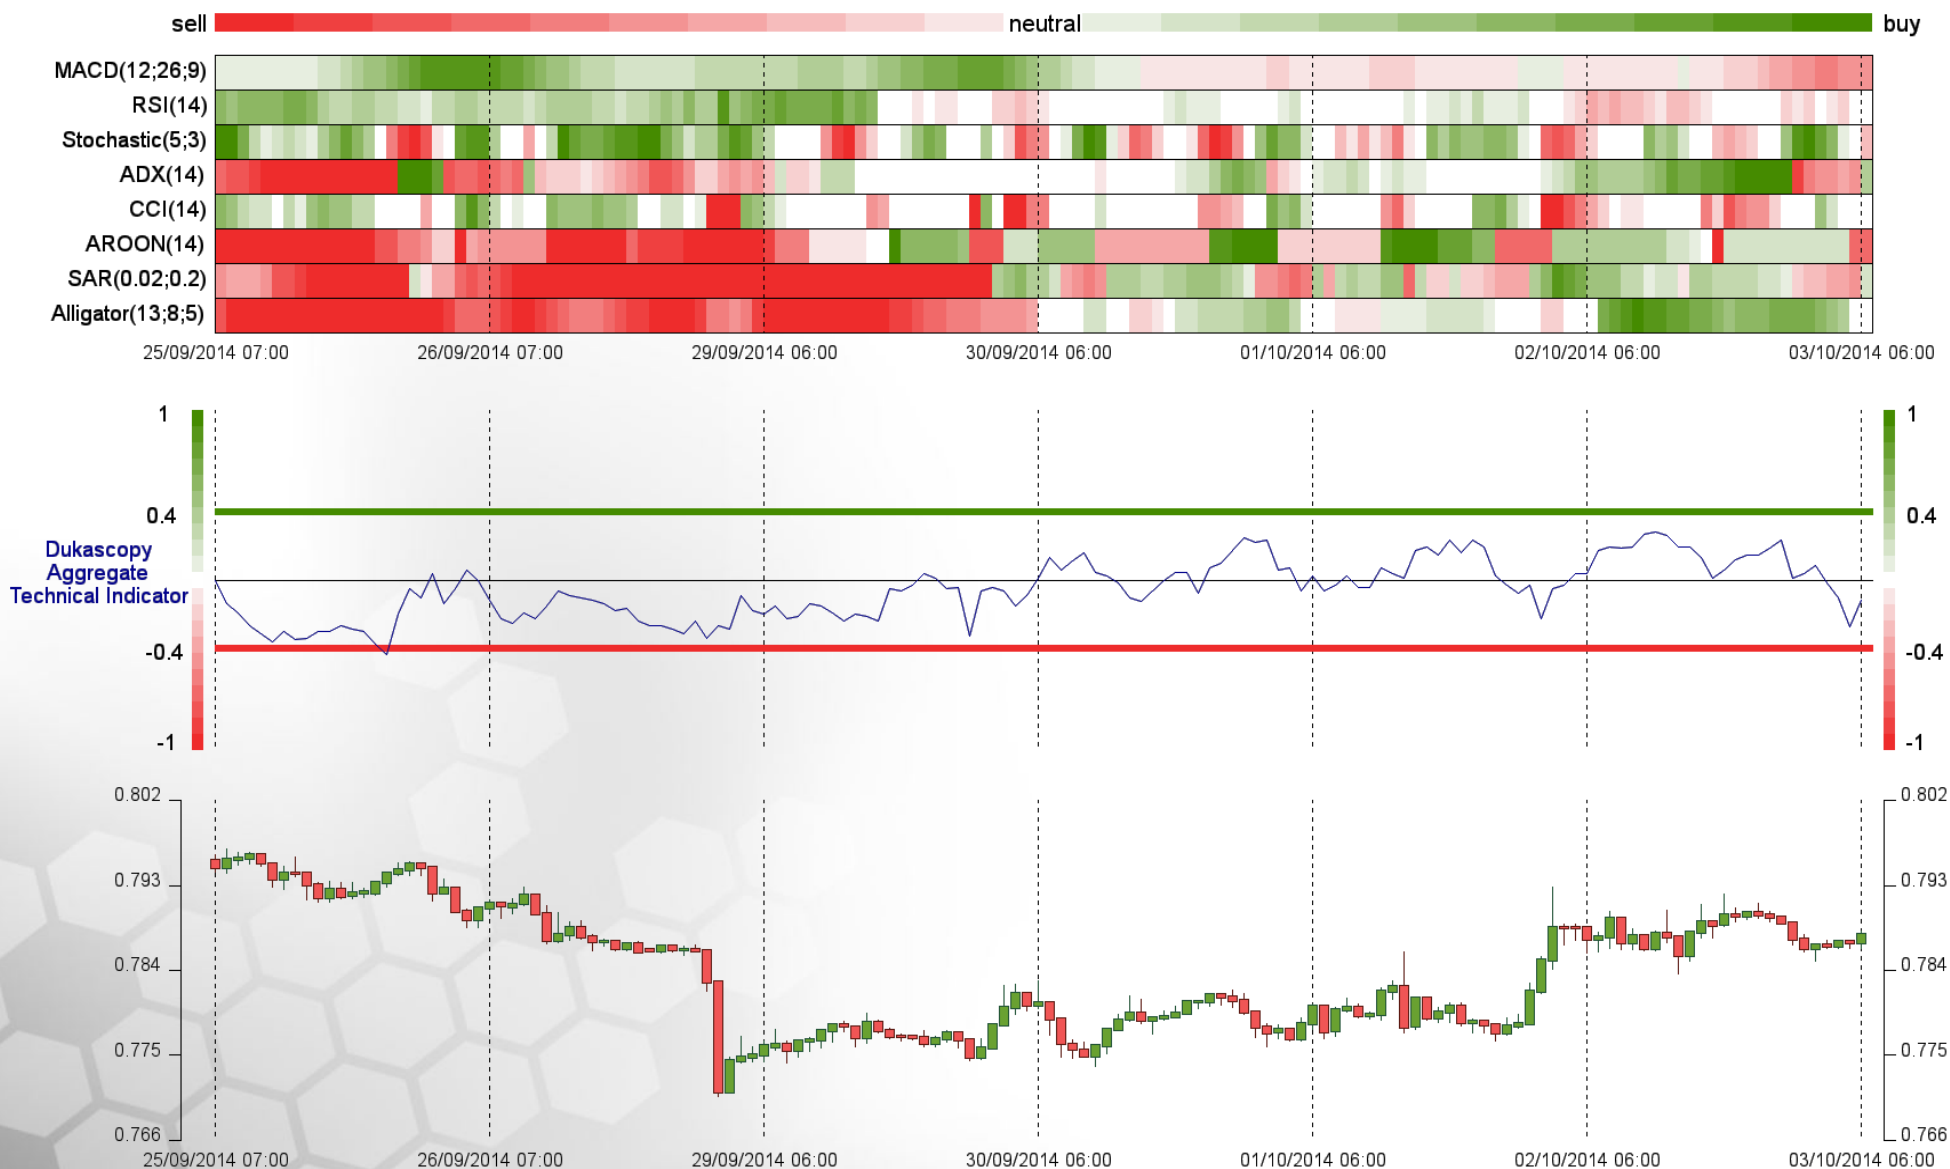 sell neutral buy
MACD(12;26;9)
RSI(14)
Stochastic(5;3)
ADX(14)
CCI(14)
AROON(14)
SAR(0.02;0.2)
Alligator(13;8;5)
25/09/2014 07:00 26/09/2014 07:00 29/09/2014 06:00 30/09/2014 06:00 01/10/2014 06:00 02/10/2014 06:00 03/10/2014 06:00
1 1
0.4 0.4
Dukascopy
Aggregate
Technical Indicator
-0.4 -0.4
-1 -1
0.802 0.802
0.793 0.793
0.784 0.784
0.775 0.775
0.766 0.766
25/09/2014 07:00 26/09/2014 07:00 29/09/2014 06:00 30/09/2014 06:00 01/10/2014 06:00 02/10/2014 06:00 03/10/2014 06:00